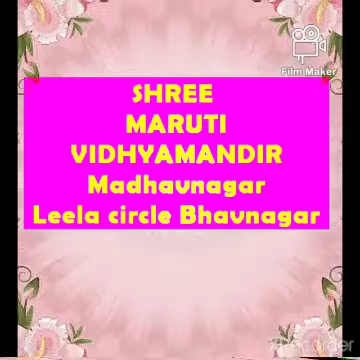 Film Maker
SHREE
MARUTI
VIDHYAMANDIR
Madhavnagar
Leela circle Bhavnagar